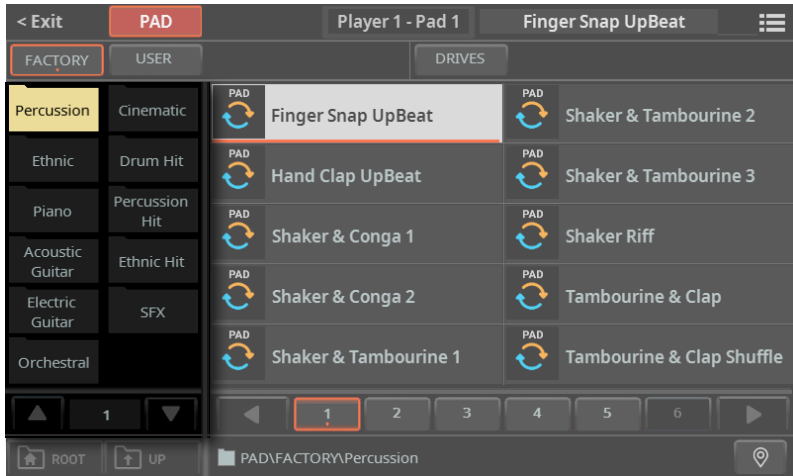 < Exit
PAD
Player 1 - Pad 1
Finger Snap UpBeat
FACTORY
USER
DRIVES
Percussion
Cinematic
Ethnic
Drum Hit
Piano
Percussion
Hit
Acoustic
Guitar
Ethnic Hit
Electric
Guitar
SFX
Orchestral
1
PAD
Finger Snap UpBeat
PAD
Shaker & Tambourine 2
PAD
Hand Clap UpBeat
PAD
Shaker & Tambourine 3
PAD
Shaker & Conga 1
PAD
Shaker Riff
PAD
Shaker & Conga 2
PAD
Tambourine & Clap
PAD
Shaker & Tambourine 1
PAD
Tambourine & Clap Shuffle
1
2
3
4
5
6
ROOT
UP
PAD\FACTORY\Percussion